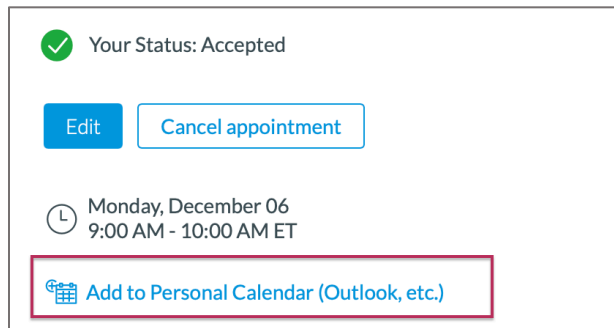 Your Status: Accepted
Edit
Cancel appointment
Monday, December 06
9:00 AM - 10:00 AM ET
Add to Personal Calendar (Outlook, etc.)